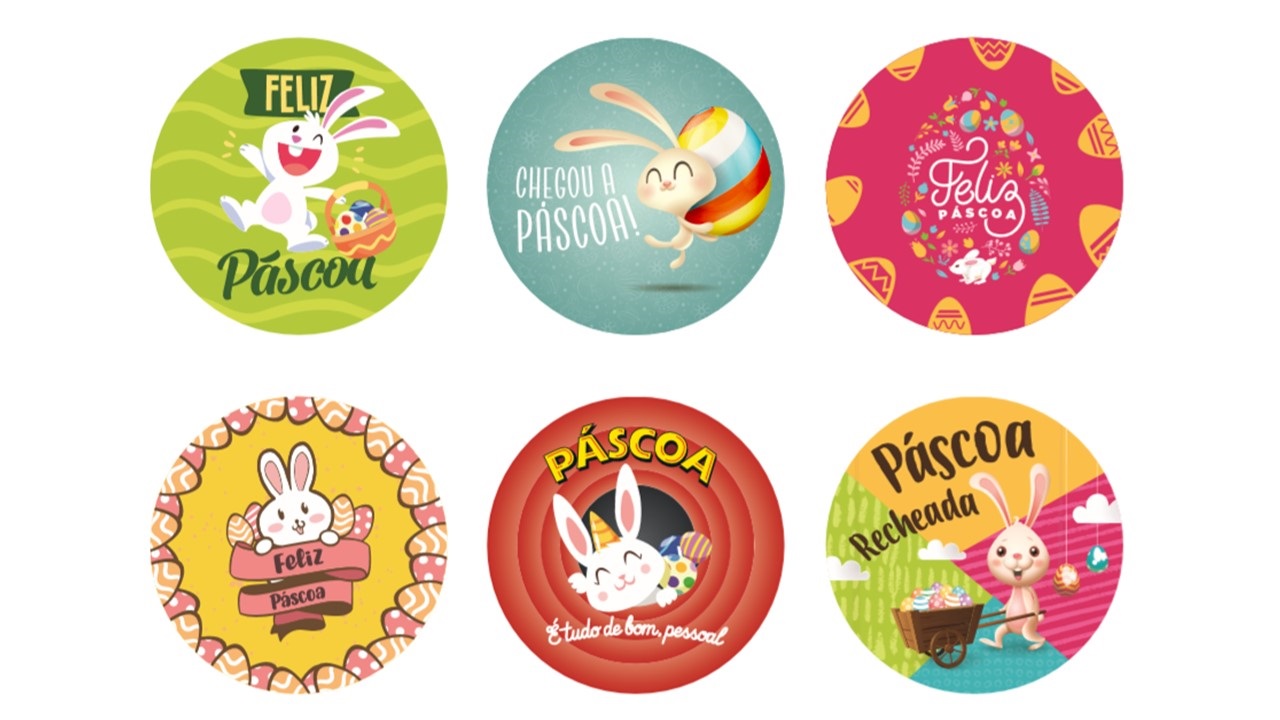 FELIZ
Páscoa
CHEGOU A
PÁSCOA!
Feliz
PÁSCOA
Feliz
Páscoa
PÁSCOA
É tudo de bom, pessoal
Páscoa
Recheada